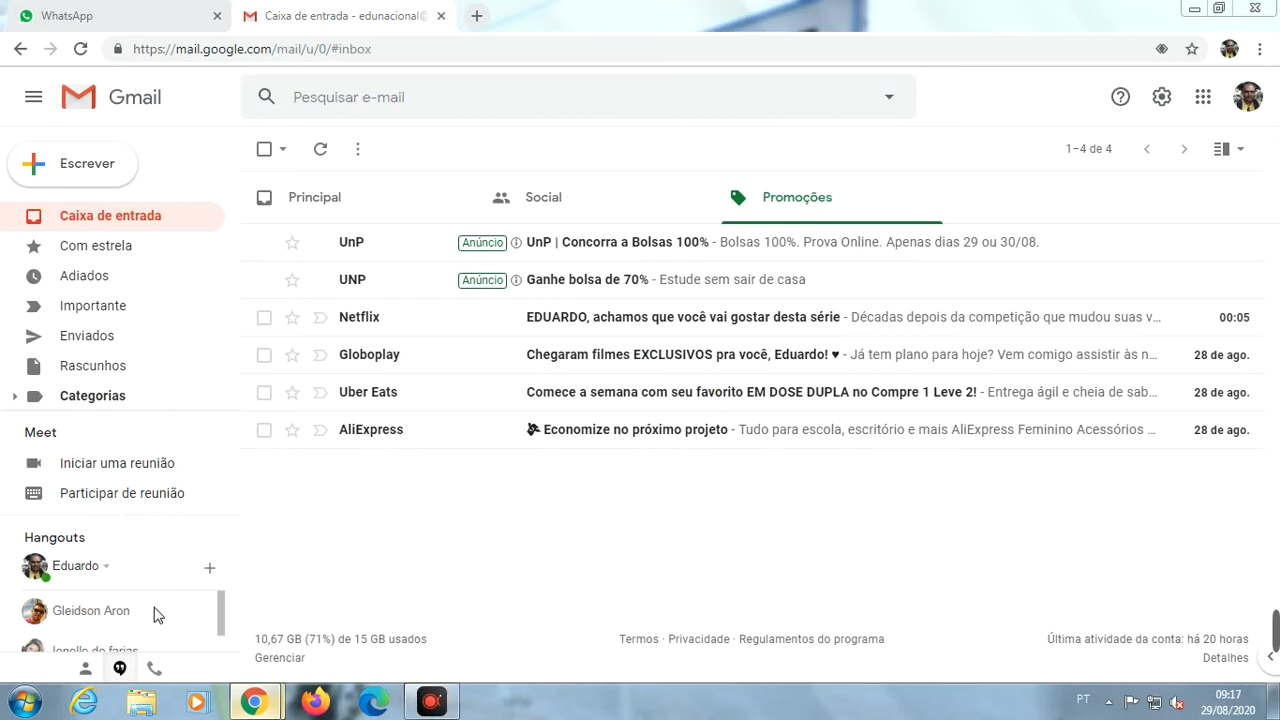 WhatsApp
Caixa de entrada - edunacional@
https://mail.google.com/mail/u/0/#inbox
Gmail
Pesquisar e-mail
Escrever
1–4 de 4
Principal
Social
Promoções
Caixa de entrada
Com estrela
Adiados
Importante
Enviados
Rascunhos
Categorias
UnP Anúncio UnP | Concorra a Bolsas 100% - Bolsas 100%. Prova Online. Apenas dias 29 ou 30/08.
UNP Anúncio Ganhe bolsa de 70% - Estude sem sair de casa
Netflix EDUARDO, achamos que você vai gostar desta série - Décadas depois da competição que mudou suas v… 00:05
Globoplay Chegaram filmes EXCLUSIVOS pra você, Eduardo! ♥ - Já tem plano para hoje? Vem comigo assistir às n… 28 de ago.
Uber Eats Comece a semana com seu favorito EM DOSE DUPLA no Compre 1 Leve 2! - Entrega ágil e cheia de sab… 28 de ago.
AliExpress Economize no próximo projeto - Tudo para escola, escritório e mais AliExpress Feminino Acessórios … 28 de ago.
Meet
Iniciar uma reunião
Participar de reunião
Hangouts
Eduardo
Gleidson Aron
10,67 GB (71%) de 15 GB usados
Gerenciar
Termos · Privacidade · Regulamentos do programa
Última atividade da conta: há 20 horas
Detalhes
PT
09:17
29/08/2020